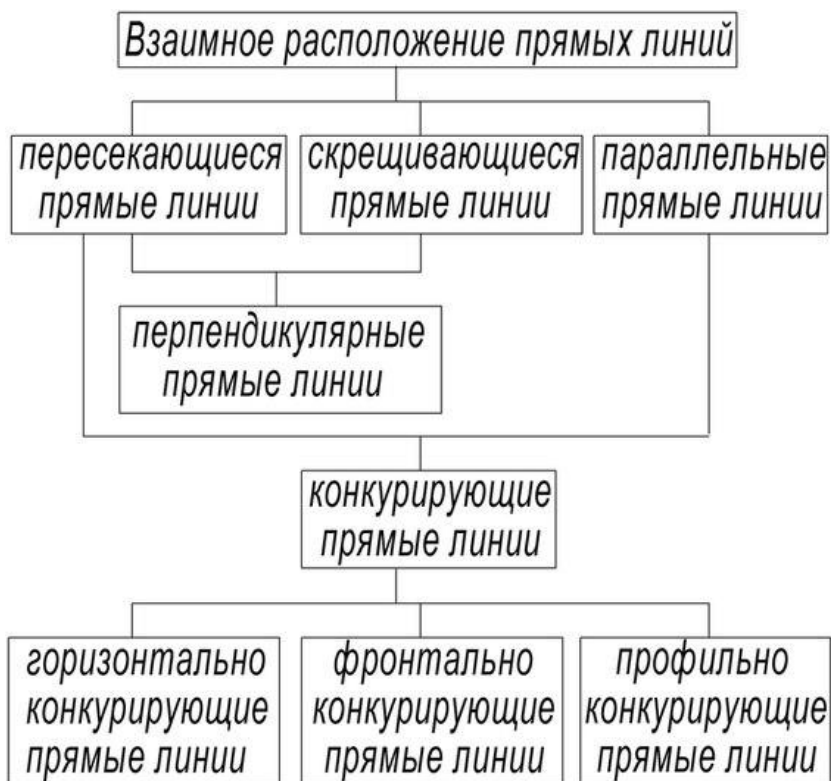 Взаимное расположение прямых линий
пересекающиеся
прямые линии
скрещивающиеся
прямые линии
параллельные
прямые линии
перпендикулярные
прямые линии
конкурирующие
прямые линии
горизонтально
конкурирующие
прямые линии
фронтально
конкурирующие
прямые линии
профильно
конкурирующие
прямые линии